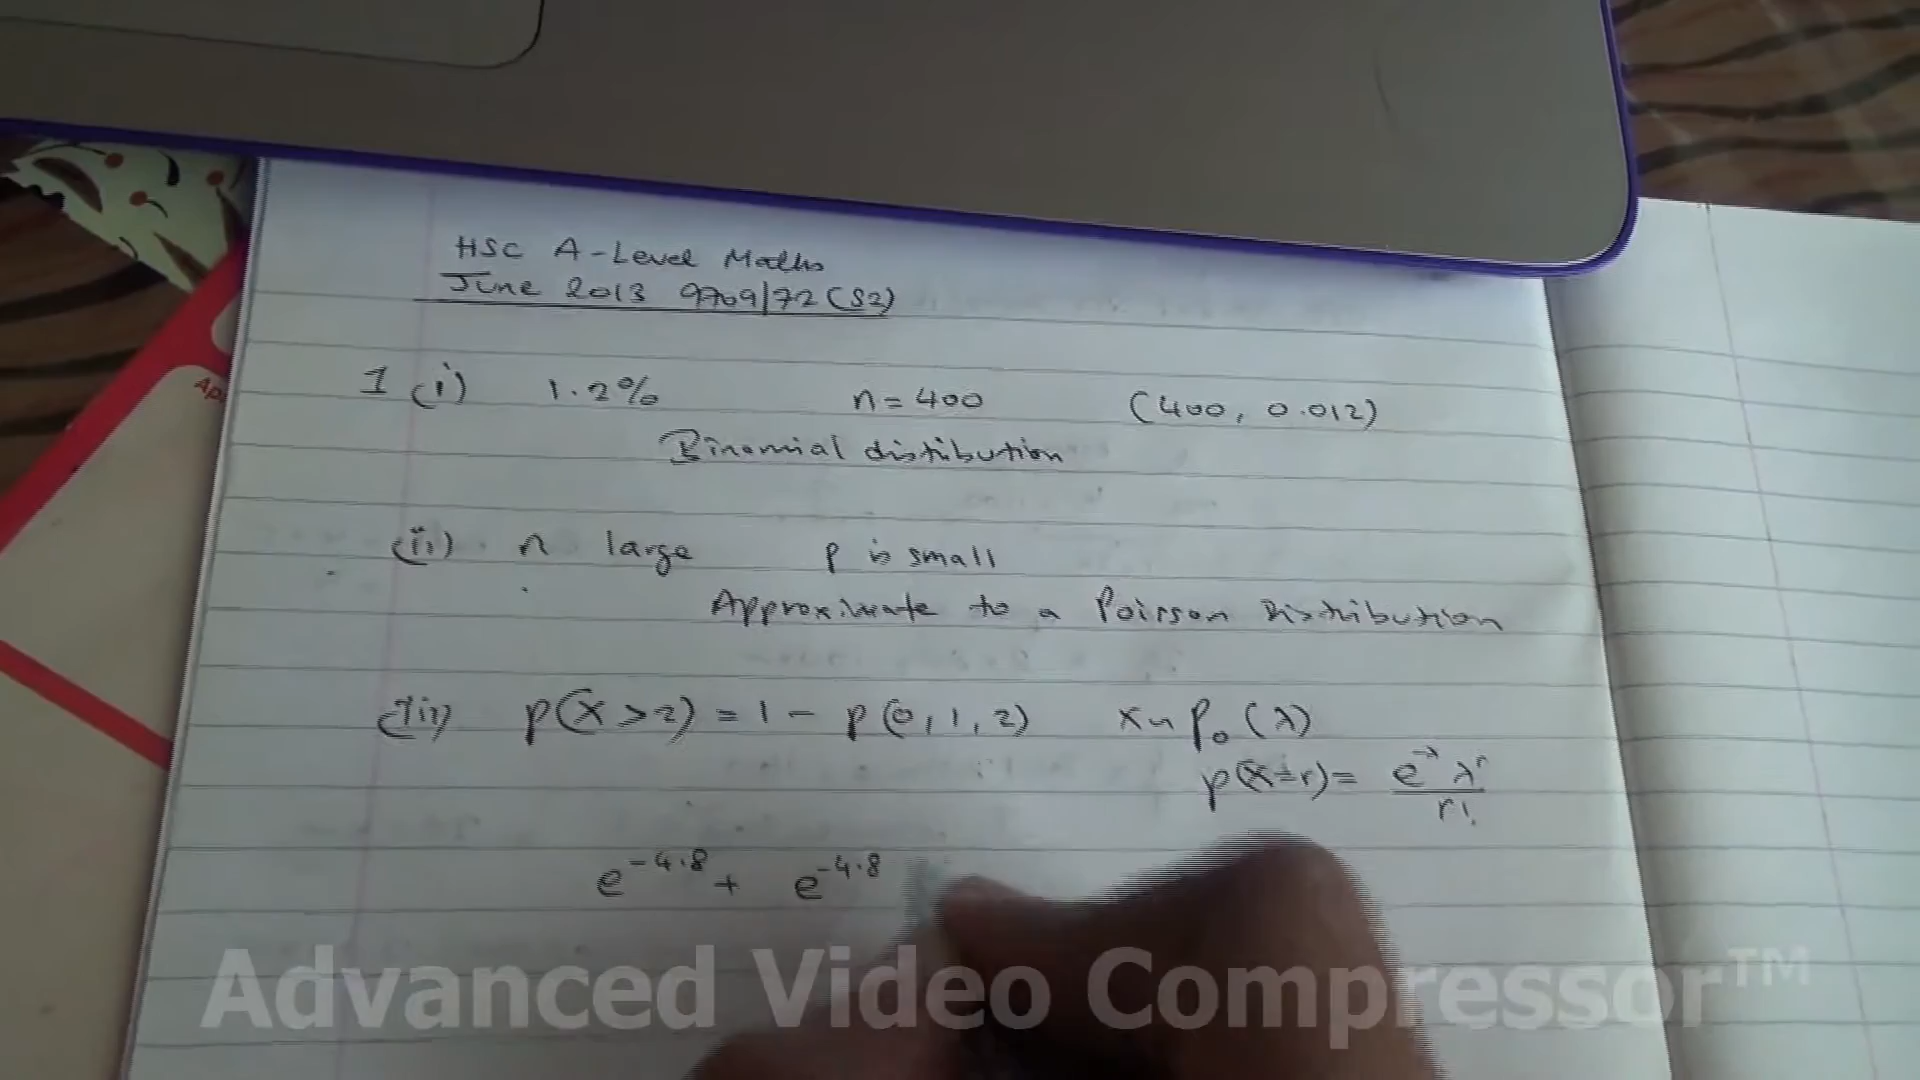 HSC A-Level Maths
June 2013 9709/72 (S2)
1 (i) 1.2% n = 400 (400, 0.012)
Binomial distribution
(ii) n large p is small
Approximate to a Poisson Distribution
(iii) p(x > 2) = 1 - p(0, 1, 2) x ~ Po(λ)
p(x=r) = e^-λ λ^r / r!
e^-4.8 + e^-4.8
Advanced Video Compressor™